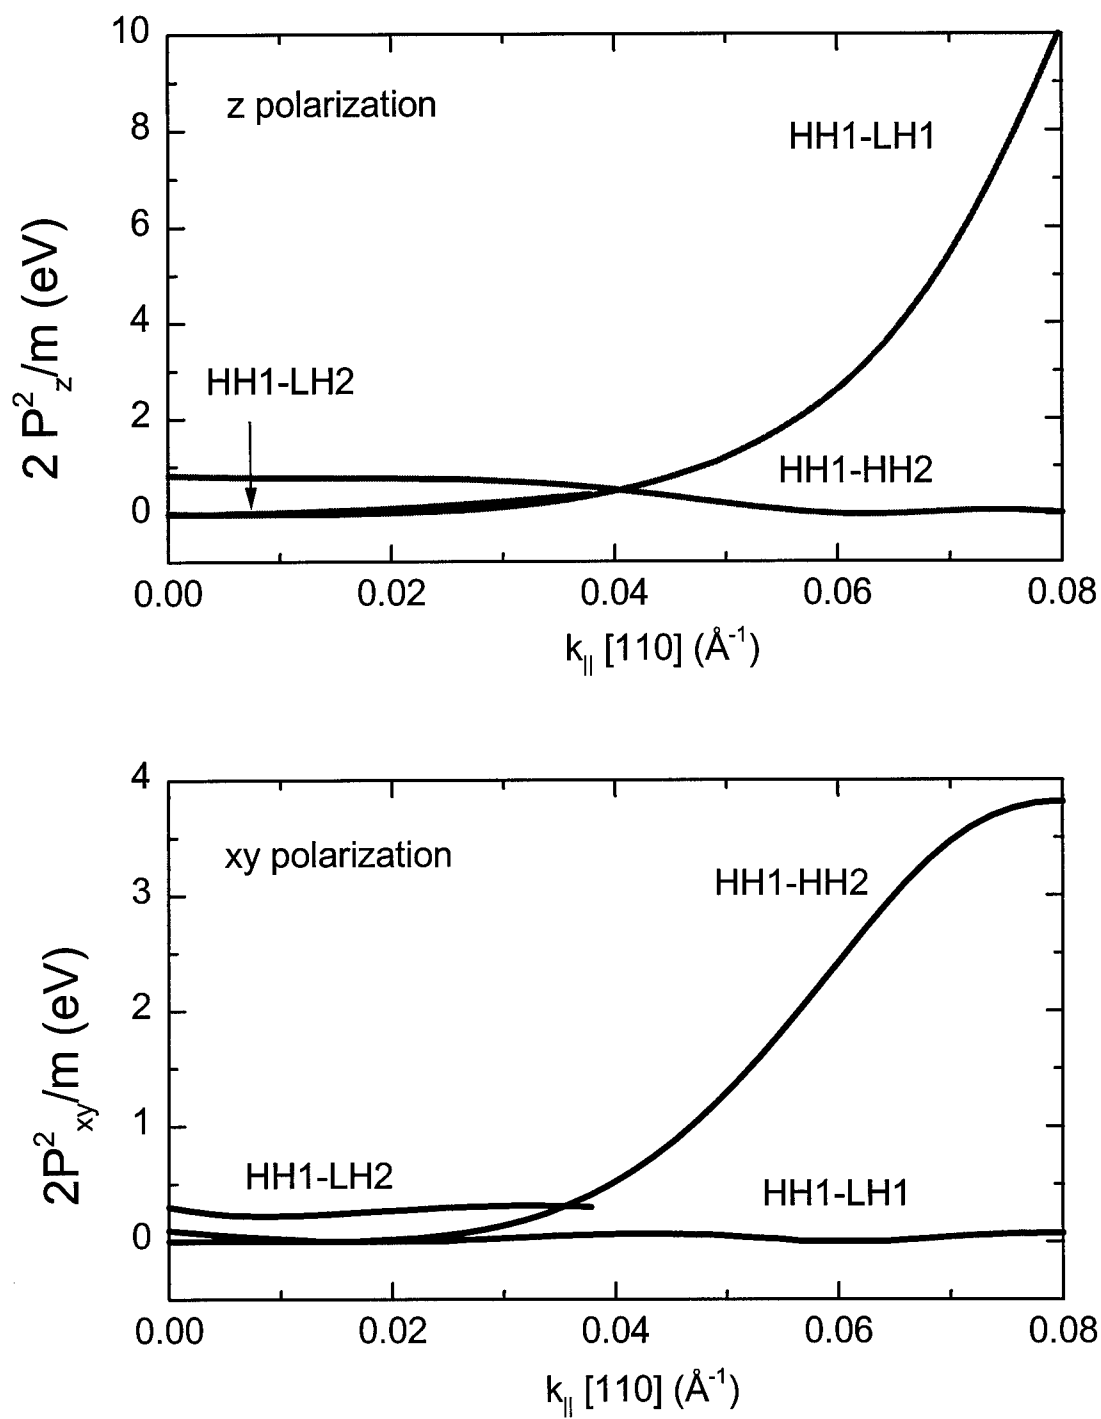 10
z polarization
HH1-LH1
8
6
4
HH1-LH2
2
HH1-HH2
0
2 P²z/m (eV)
0.00 0.02 0.04 0.06 0.08
k|| [110] (Å-1)
4
xy polarization
HH1-HH2
3
2
1
HH1-LH2
HH1-LH1
0
2P²xy/m (eV)
0.00 0.02 0.04 0.06 0.08
k|| [110] (Å-1)